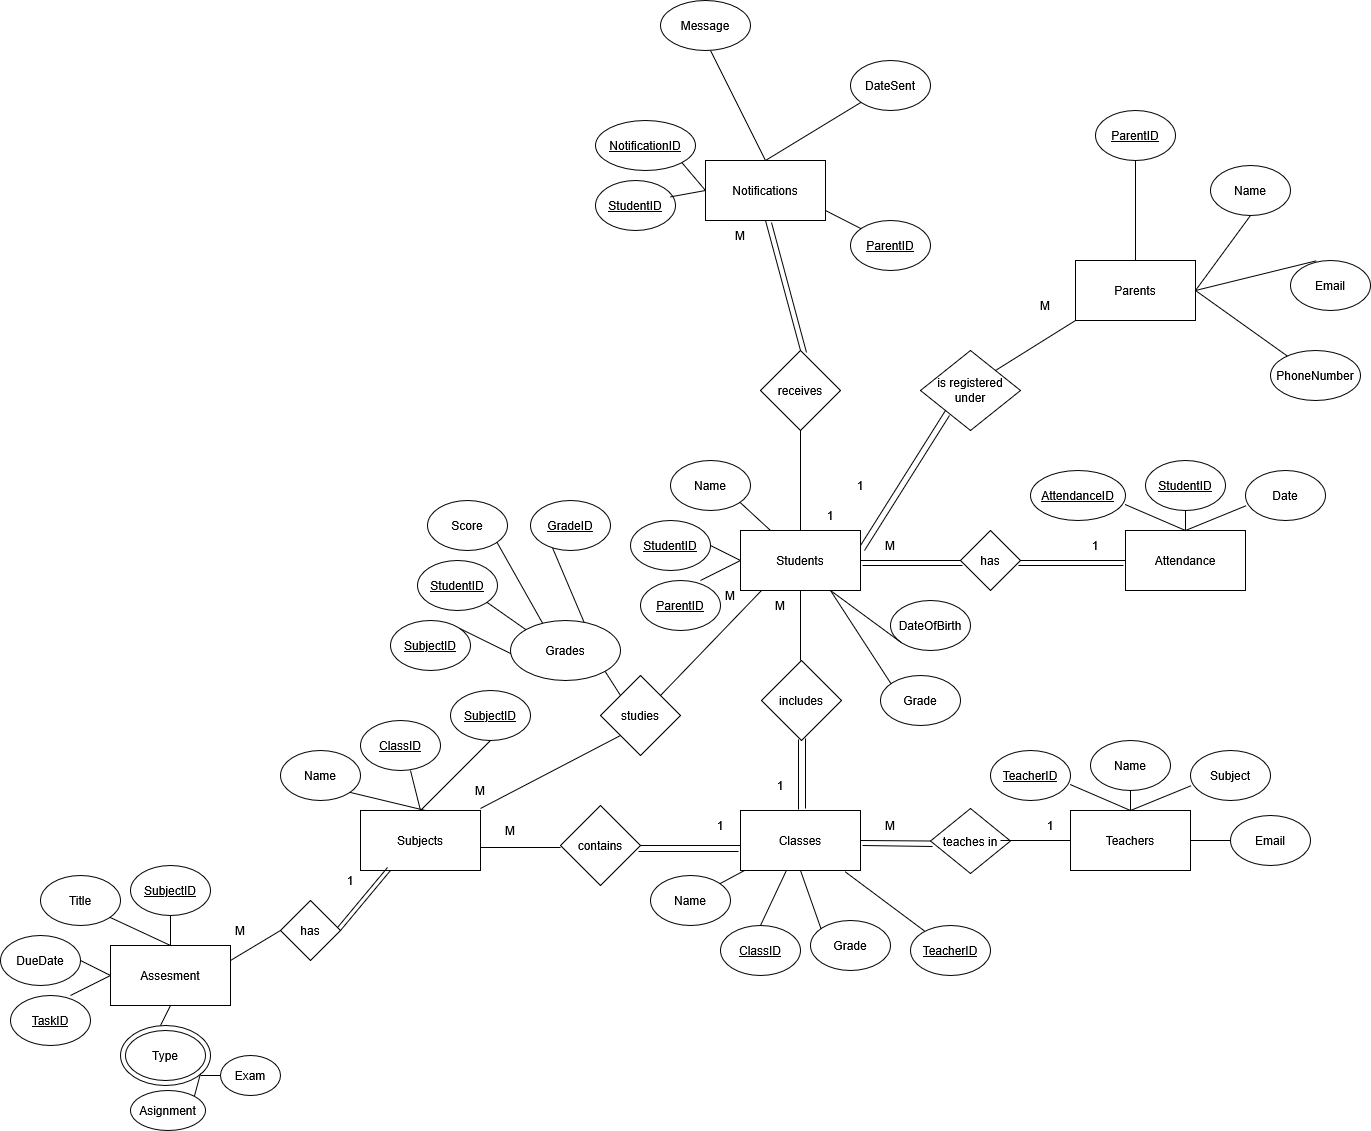 Message
DateSent
NotificationID
StudentID
Notifications
ParentID
M
ParentID
Name
Email
Parents
PhoneNumber
M
is registered
under
receives
1
1
Name
StudentID
ParentID
Students
M
has
1
AttendanceID
StudentID
Date
Attendance
Score
GradeID
StudentID
SubjectID
Grades
M
M
DateOfBirth
Grade
studies
includes
SubjectID
ClassID
Name
M
1
TeacherID
Name
Subject
Email
Subjects
M
contains
1
Classes
M
teaches in
1
Teachers
Name
ClassID
Grade
TeacherID
1
has
M
SubjectID
Title
DueDate
Assesment
TaskID
Type
Exam
Asignment